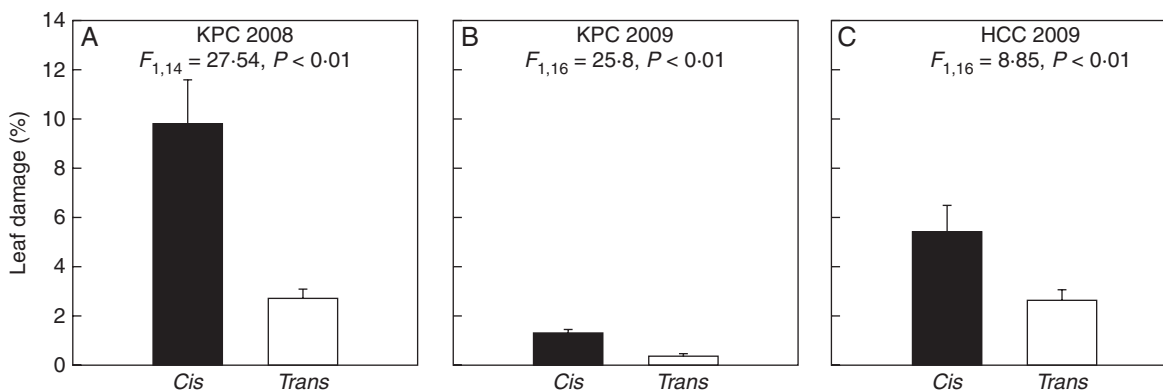 Leaf damage (%)
14
12
10
8
6
4
2
0
A
KPC 2008
F1,14 = 27·54, P < 0·01
Cis
Trans
B
KPC 2009
F1,16 = 25·8, P < 0·01
Cis
Trans
C
HCC 2009
F1,16 = 8·85, P < 0·01
Cis
Trans